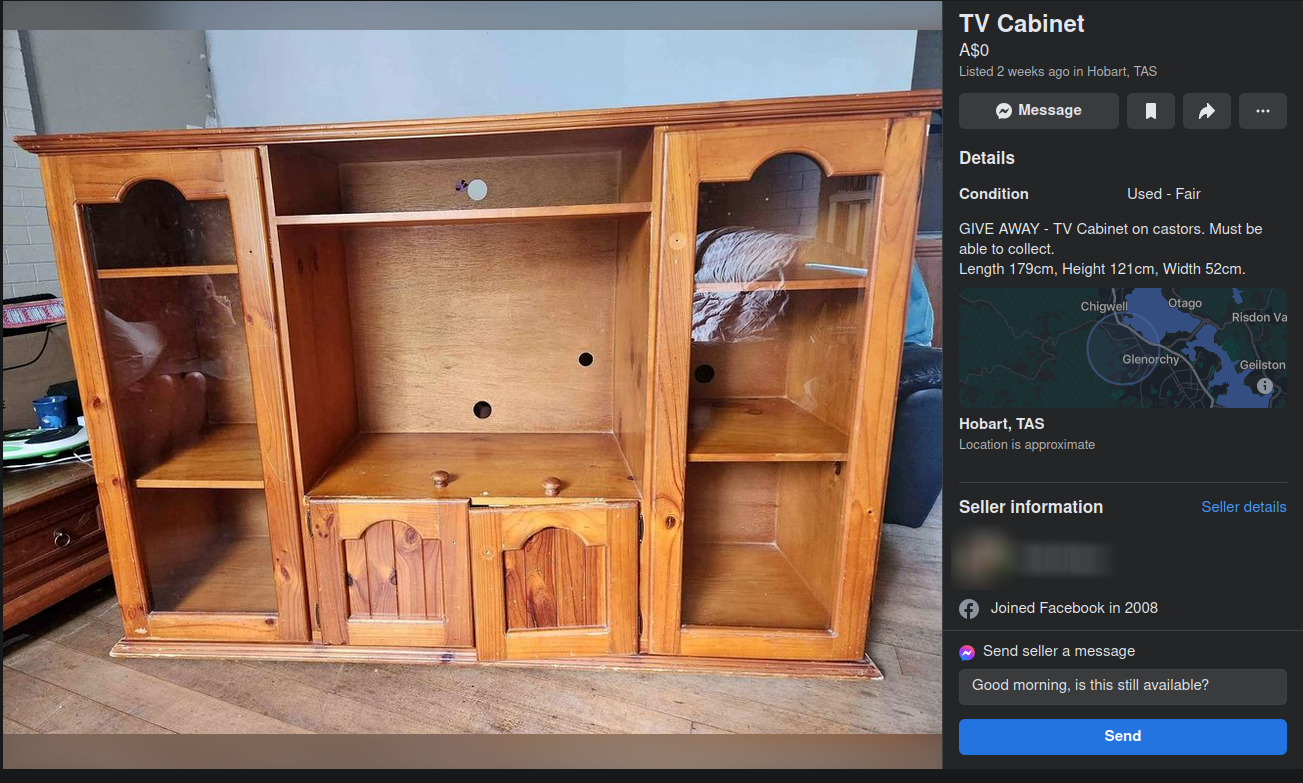 TV Cabinet
A$0
Listed 2 weeks ago in Hobart, TAS
Message
Details
Condition Used - Fair
GIVE AWAY - TV Cabinet on castors. Must be
able to collect.
Length 179cm, Height 121cm, Width 52cm.
Chigwell
Otago
Risdon Va
Glenorchy
Geilston
Hobart, TAS
Location is approximate
Seller information Seller details
Joined Facebook in 2008
Send seller a message
Good morning, is this still available?
Send